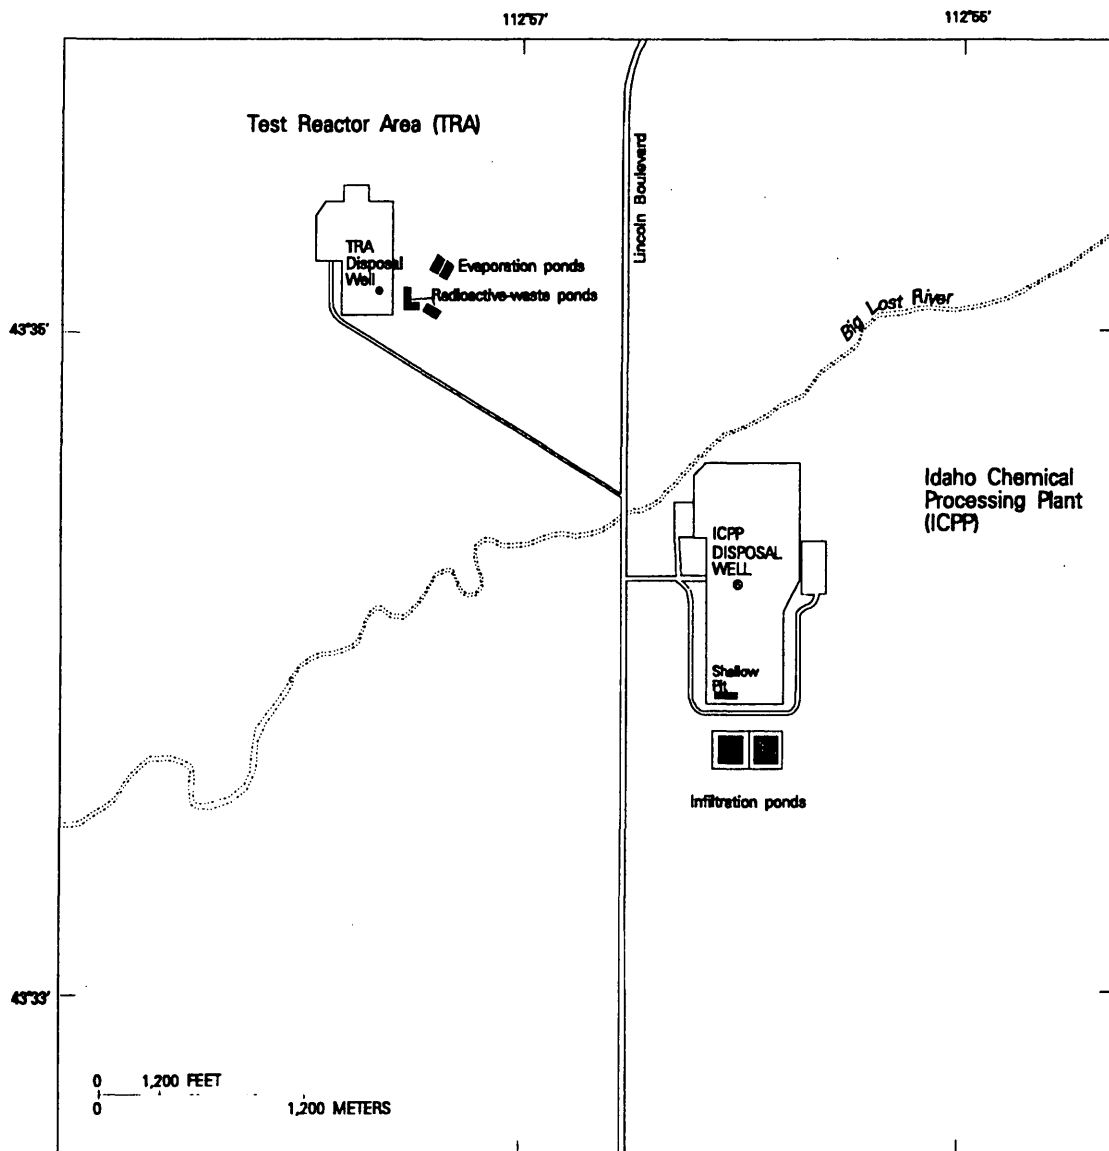 112°57'
112°55'
Test Reactor Area (TRA)
Lincoln Boulevard
TRA
Disposal
Well
Evaporation ponds
Radioactive-waste ponds
Big Lost River
43°35'
Idaho Chemical
Processing Plant
(ICPP)
ICPP
DISPOSAL
WELL
Shallow
Pit
Infiltration ponds
43°33'
0 1,200 FEET
0 1,200 METERS